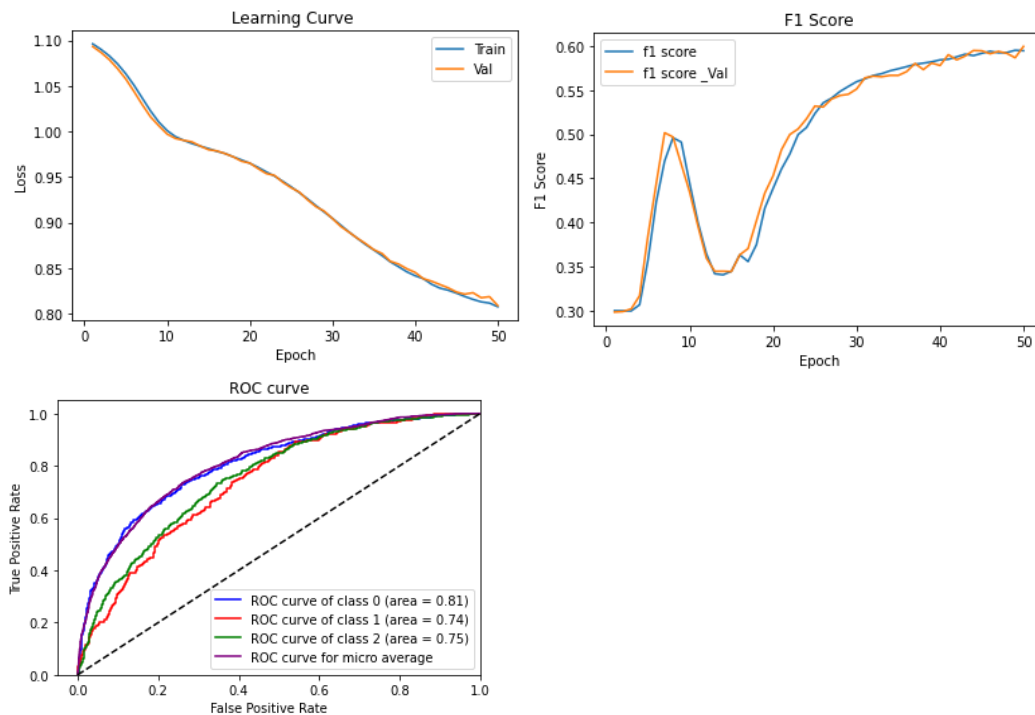 Learning Curve
1.10
1.05
1.00
0.95
0.90
0.85
0.80
Loss
0 10 20 30 40 50
Epoch
Train
Val
F1 Score
0.60
0.55
0.50
0.45
0.40
0.35
0.30
F1 Score
0 10 20 30 40 50
Epoch
f1 score
f1 score _Val
ROC curve
1.0
0.8
0.6
0.4
0.2
0.0
True Positive Rate
0.0 0.2 0.4 0.6 0.8 1.0
False Positive Rate
ROC curve of class 0 (area = 0.81)
ROC curve of class 1 (area = 0.74)
ROC curve of class 2 (area = 0.75)
ROC curve for micro average